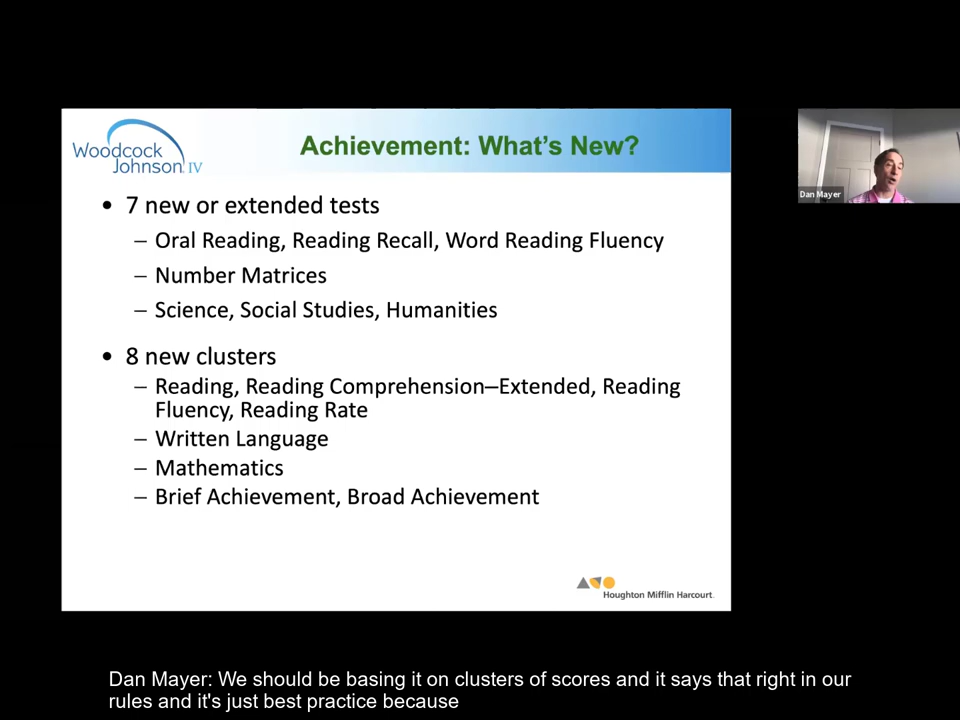 Woodcock
Johnson IV
Achievement: What's New?
• 7 new or extended tests
– Oral Reading, Reading Recall, Word Reading Fluency
– Number Matrices
– Science, Social Studies, Humanities
• 8 new clusters
– Reading, Reading Comprehension–Extended, Reading
Fluency, Reading Rate
– Written Language
– Mathematics
– Brief Achievement, Broad Achievement
Houghton Mifflin Harcourt.
Dan Mayer
Dan Mayer: We should be basing it on clusters of scores and it says that right in our
rules and it's just best practice because